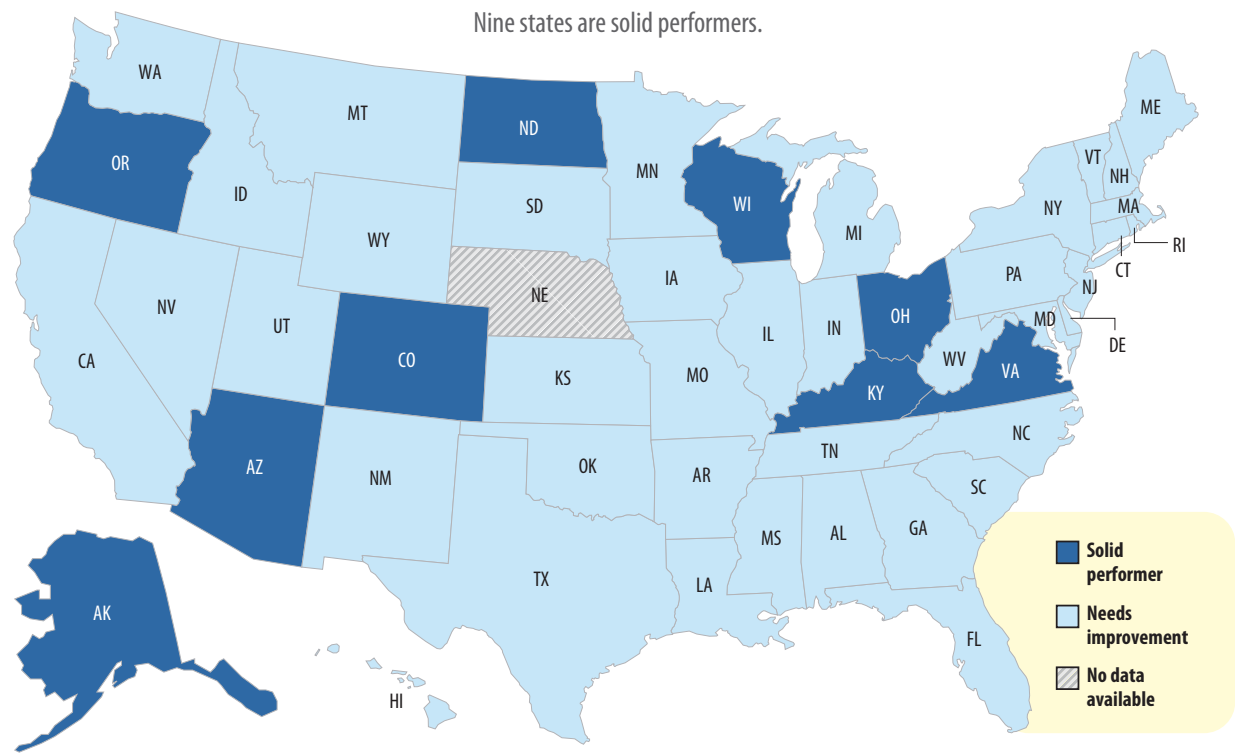 Nine states are solid performers.
WA
MT
ND
MN
ME
OR
ID
SD
WI
VT
NH
NY
MA
WY
MI
RI
CT
NE
IA
PA
NJ
NV
UT
CO
IL
IN
OH
MD
DE
CA
KS
MO
WV
VA
KY
AZ
NM
OK
AR
TN
NC
SC
MS
AL
GA
TX
LA
AK
HI
FL
Solid
performer
Needs
improvement
No data
available